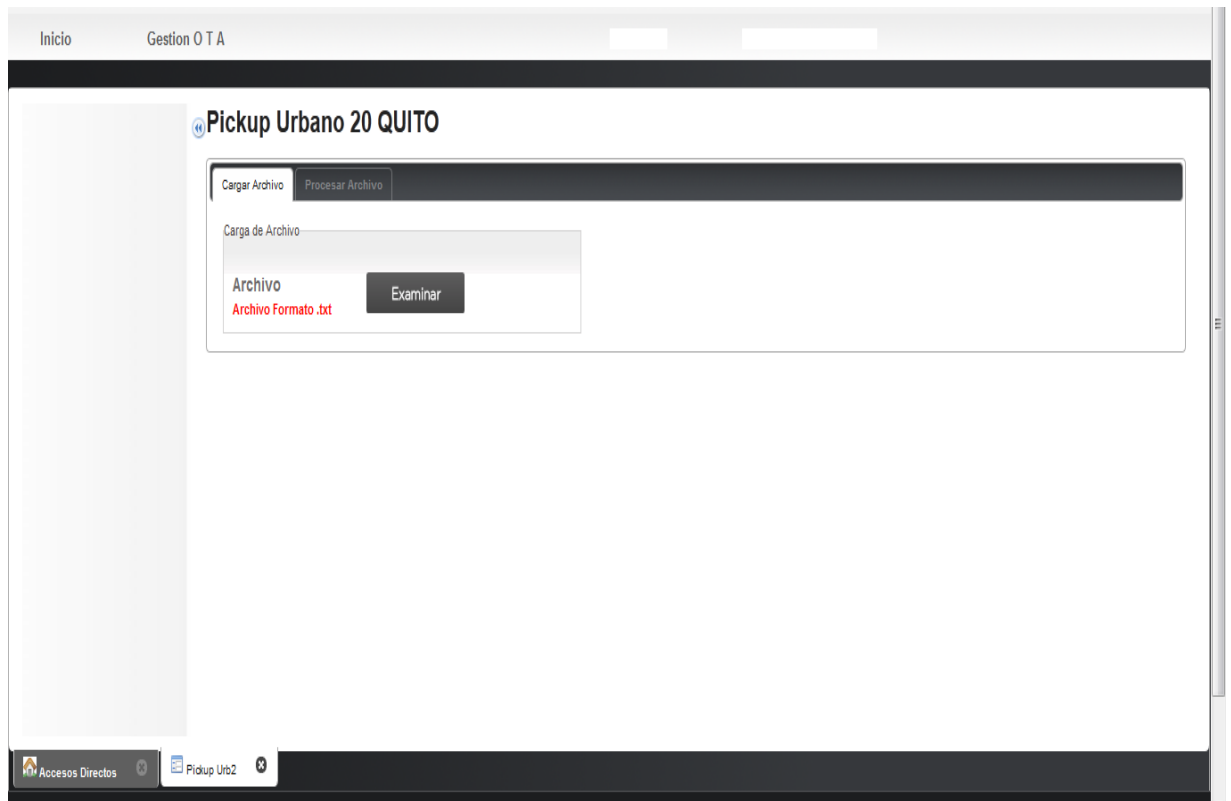 Inicio Gestion O T A
Pickup Urbano 20 QUITO
Cargar Archivo Procesar Archivo
Carga de Archivo
Archivo
Archivo Formato .txt
Examinar
Accesos Directos Pickup Urb2